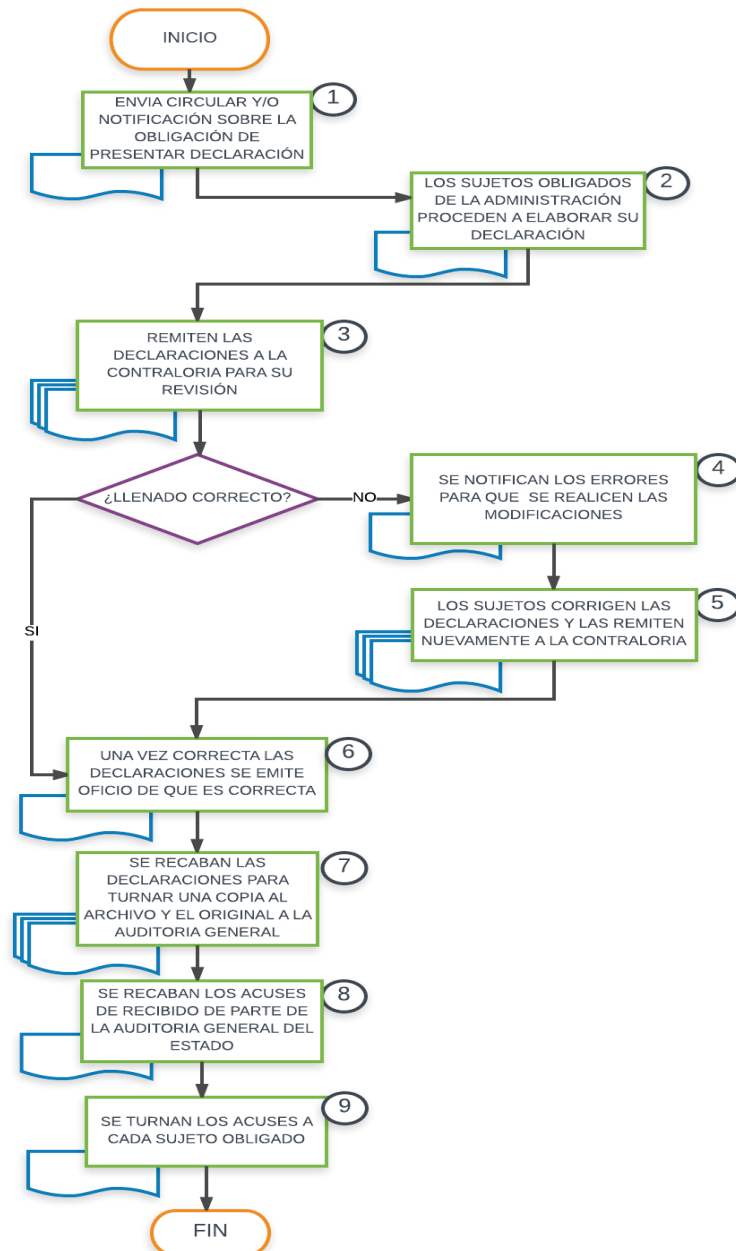 INICIO
1
ENVIA CIRCULAR Y/O
NOTIFICACIÓN SOBRE LA
OBLIGACIÓN DE
PRESENTAR DECLARACIÓN
2
LOS SUJETOS OBLIGADOS
DE LA ADMINISTRACIÓN
PROCEDEN A ELABORAR SU
DECLARACIÓN
3
REMITEN LAS
DECLARACIONES A LA
CONTRALORIA PARA SU
REVISIÓN
¿LLENADO CORRECTO?
NO
4
SE NOTIFICAN LOS ERRORES
PARA QUE SE REALICEN LAS
MODIFICACIONES
5
LOS SUJETOS CORRIGEN LAS
DECLARACIONES Y LAS REMITEN
NUEVAMENTE A LA CONTRALORIA
SI
6
UNA VEZ CORRECTA LAS
DECLARACIONES SE EMITE
OFICIO DE QUE ES CORRECTA
7
SE RECABAN LAS
DECLARACIONES PARA
TURNAR UNA COPIA AL
ARCHIVO Y EL ORIGINAL A LA
AUDITORIA GENERAL
8
SE RECABAN LOS ACUSES
DE RECIBIDO DE PARTE DE
LA AUDITORIA GENERAL DEL
ESTADO
9
SE TURNAN LOS ACUSES A
CADA SUJETO OBLIGADO
FIN